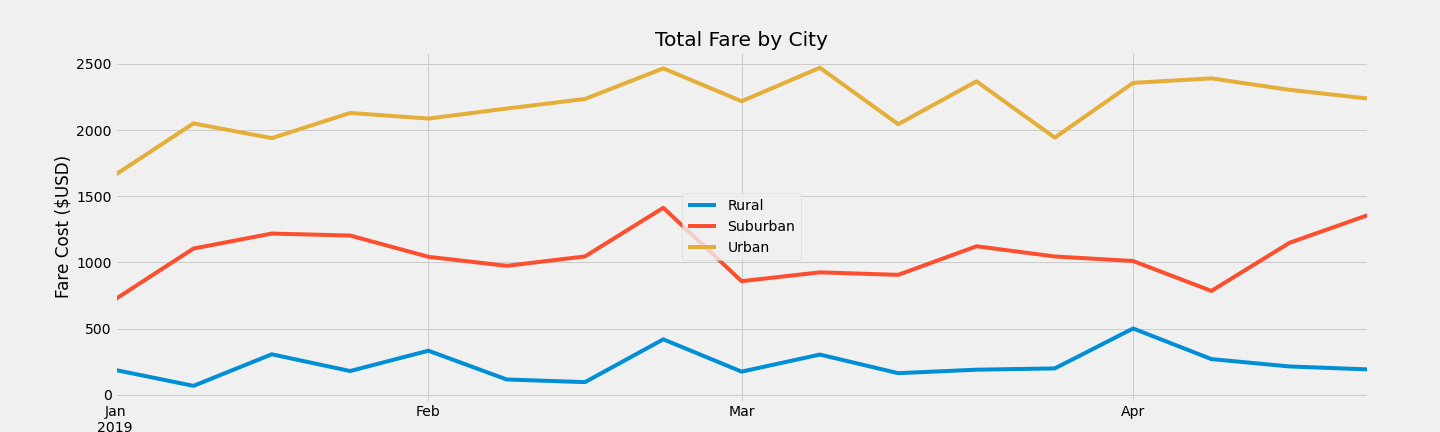 Total Fare by City
Fare Cost ($USD)
2500
2000
1500
1000
500
0
Rural
Suburban
Urban
Jan Feb Mar Apr
2019